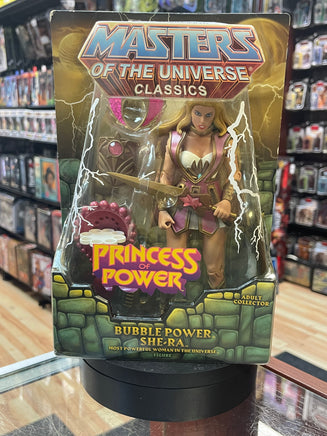 MASTERS
OF THE UNIVERSE
CLASSICS
PRINCESS
OF
POWER
ADULT
COLLECTOR
BUBBLE POWER
SHE-RA
MOST POWERFUL WOMAN IN THE UNIVERSE
FIGURE